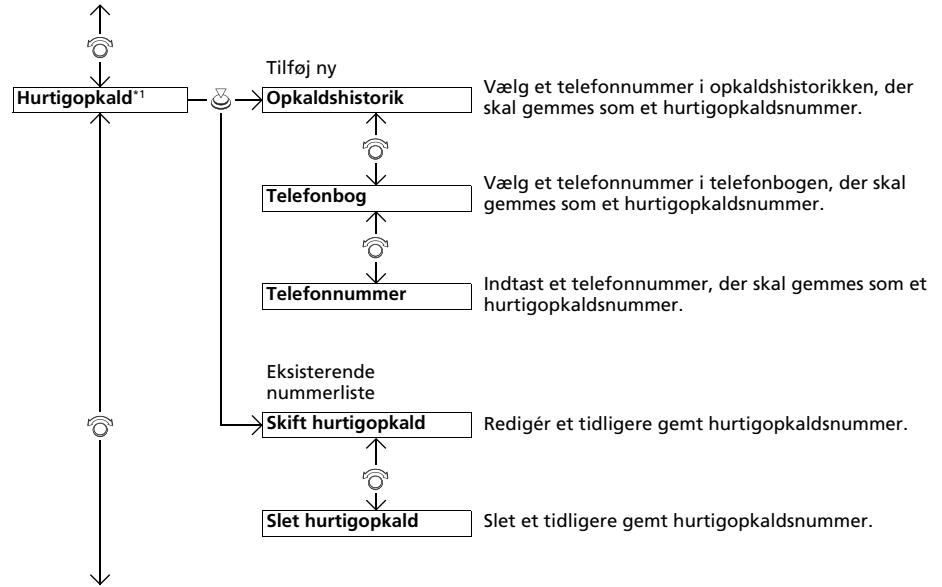 Tilføj ny
Hurtigopkald*1
Opkaldshistorik
Vælg et telefonnummer i opkaldshistorikken, der
skal gemmes som et hurtigopkaldsnummer.
Telefonbog
Vælg et telefonnummer i telefonbogen, der skal
gemmes som et hurtigopkaldsnummer.
Telefonnummer
Indtast et telefonnummer, der skal gemmes som et
hurtigopkaldsnummer.
Eksisterende
nummerliste
Skift hurtigopkald
Redigér et tidligere gemt hurtigopkaldsnummer.
Slet hurtigopkald
Slet et tidligere gemt hurtigopkaldsnummer.